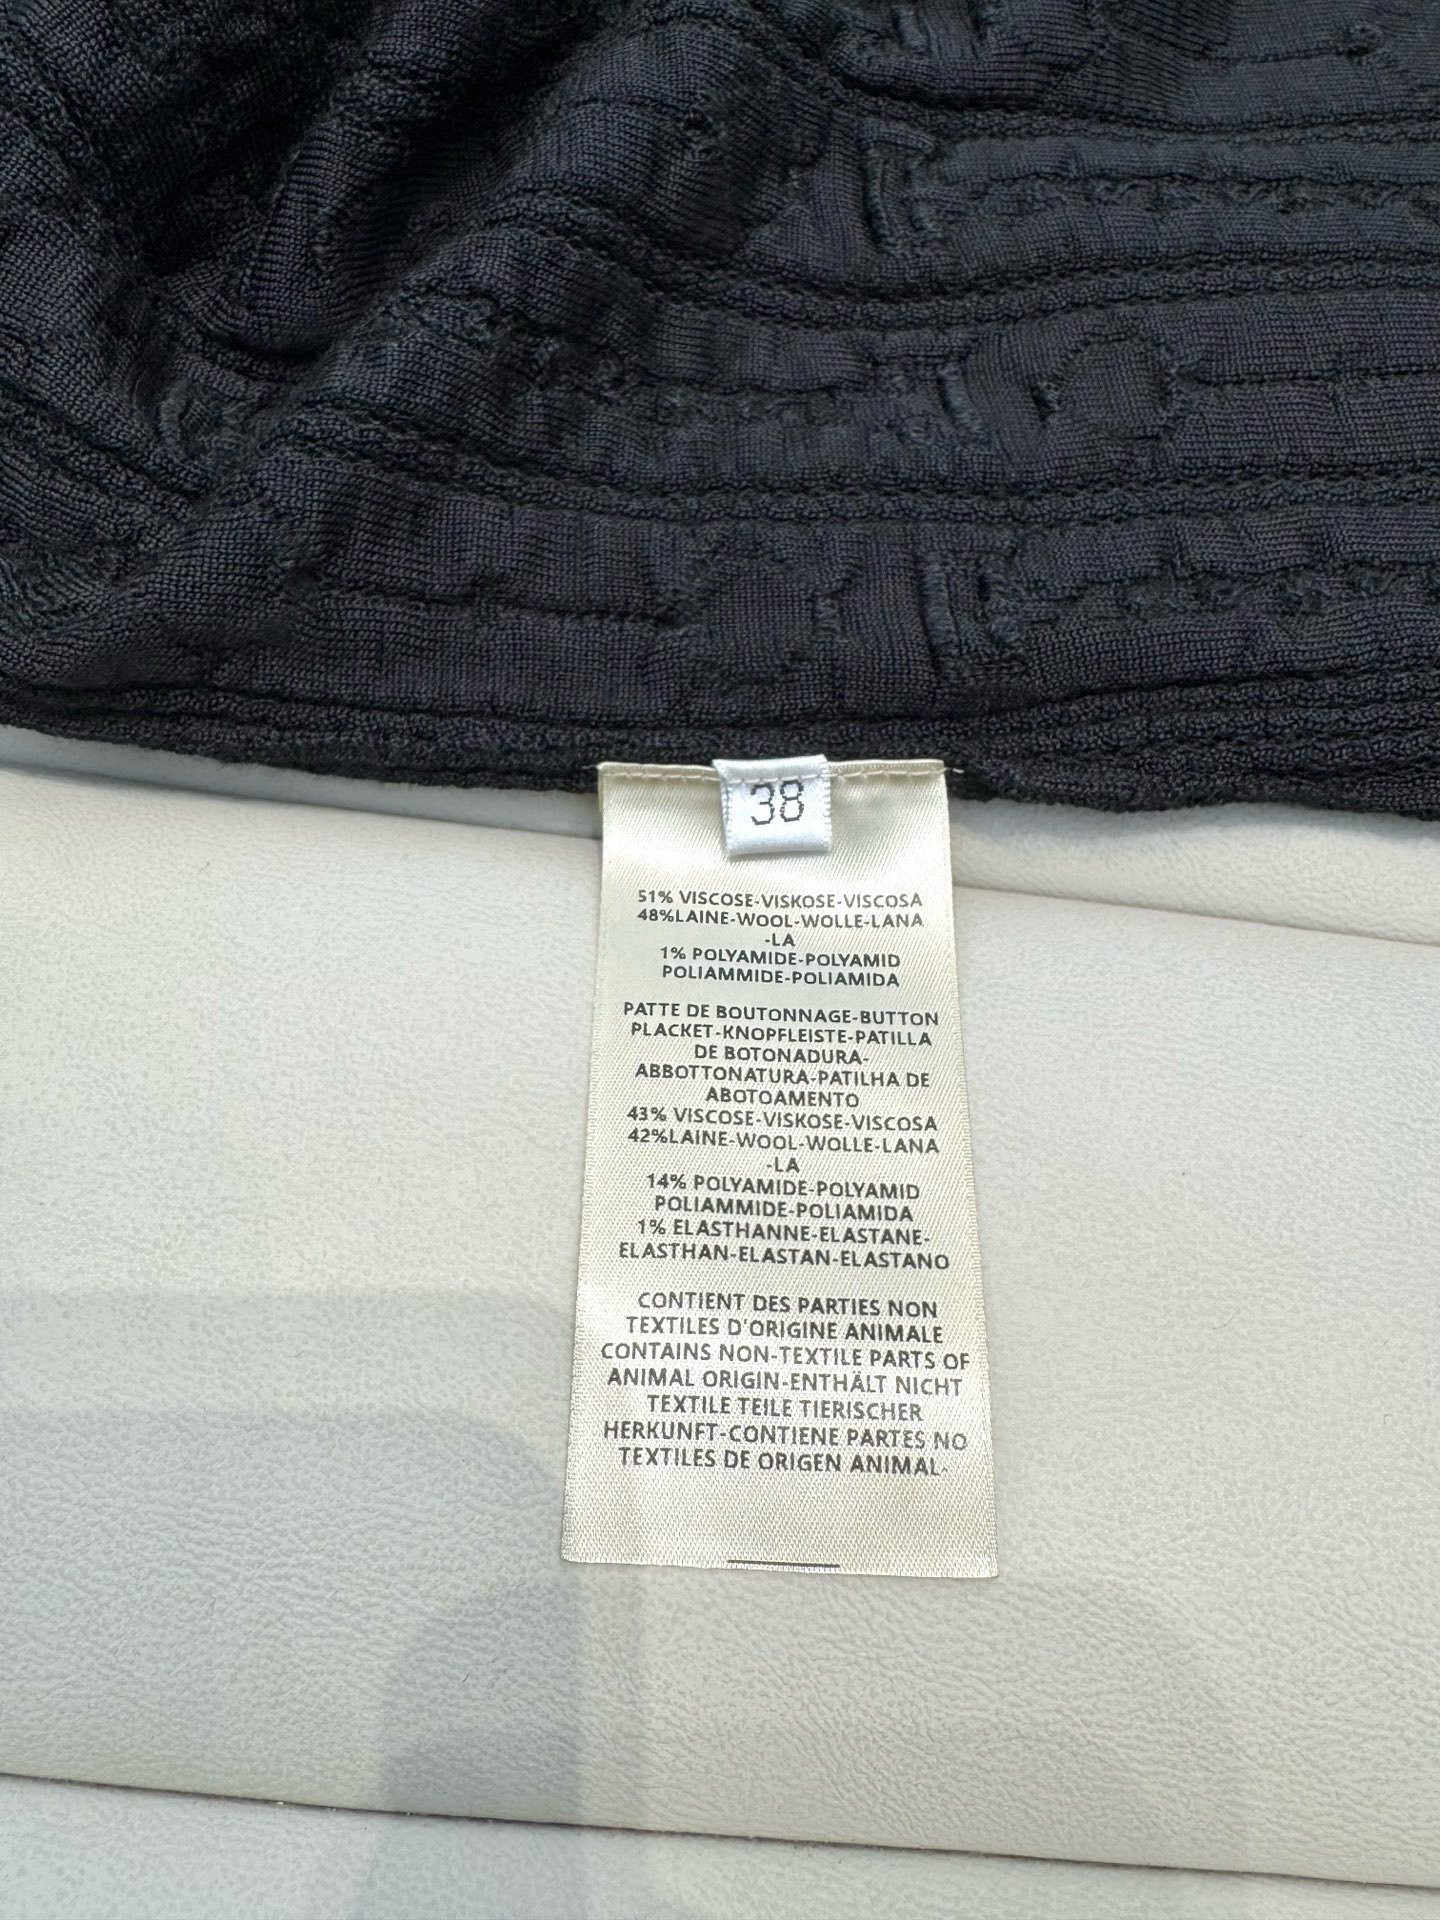 38
51% VISCOSE-VISKOSE-VISCOSA
48%LAINE-WOOL-WOLLE-LANA
-LA
1% POLYAMIDE-POLYAMID
POLIAMMIDE-POLIAMIDA
PATTE DE BOUTONNAGE-BUTTON
PLACKET-KNOPFLEISTE-PATILLA
DE BOTONADURA-
ABBOTTONATURA-PATILHA DE
ABOTOAMENTO
43% VISCOSE-VISKOSE-VISCOSA
42%LAINE-WOOL-WOLLE-LANA
-LA
14% POLYAMIDE-POLYAMID
POLIAMMIDE-POLIAMIDA
1% ELASTHANNE-ELASTANE-
ELASTHAN-ELASTAN-ELASTANO
CONTIENT DES PARTIES NON
TEXTILES D'ORIGINE ANIMALE
CONTAINS NON-TEXTILE PARTS OF
ANIMAL ORIGIN-ENTHÄLT NICHT
TEXTILE TEILE TIERISCHER
HERKUNFT-CONTIENE PARTES NO
TEXTILES DE ORIGEN ANIMAL-